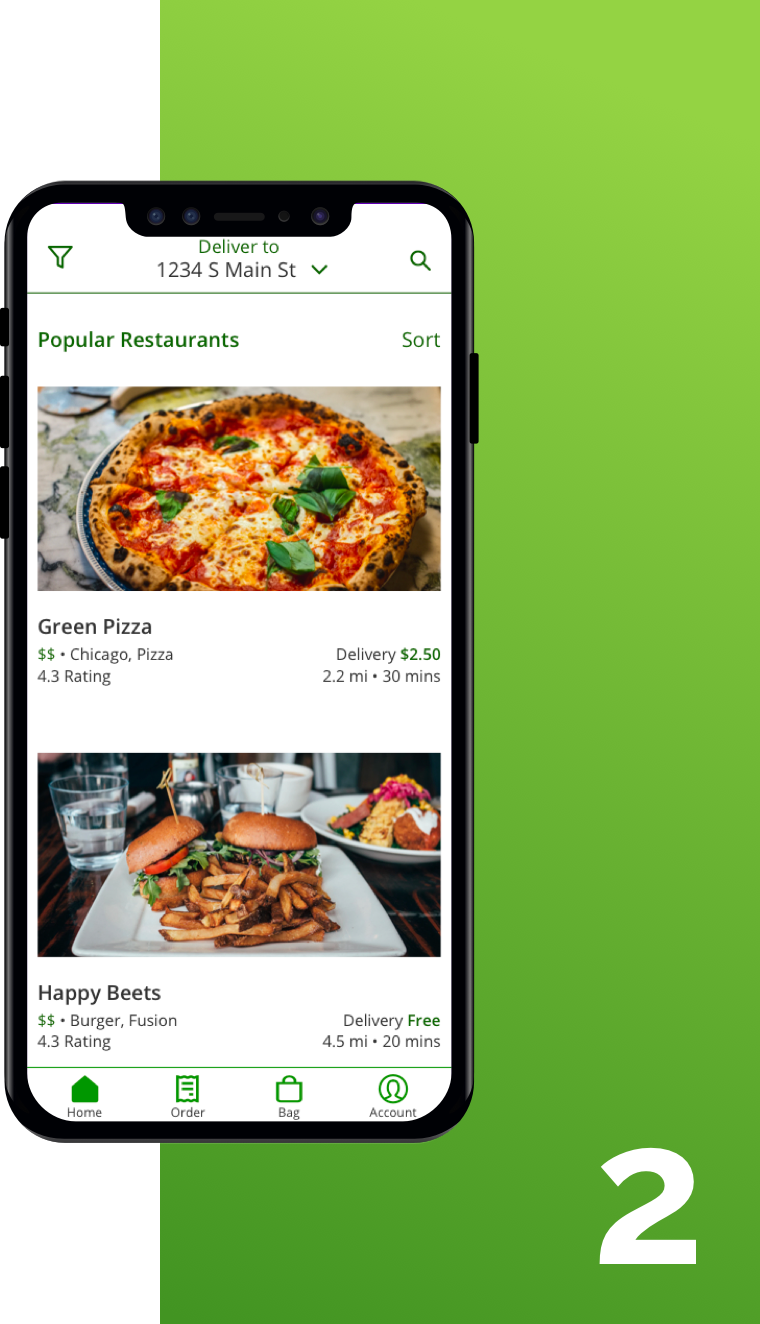 Deliver to
1234 S Main St
Popular Restaurants Sort
Green Pizza
$$ • Chicago, Pizza Delivery $2.50
4.3 Rating 2.2 mi • 30 mins
Happy Beets
$$ • Burger, Fusion Delivery Free
4.3 Rating 4.5 mi • 20 mins
Home Order Bag Account
2